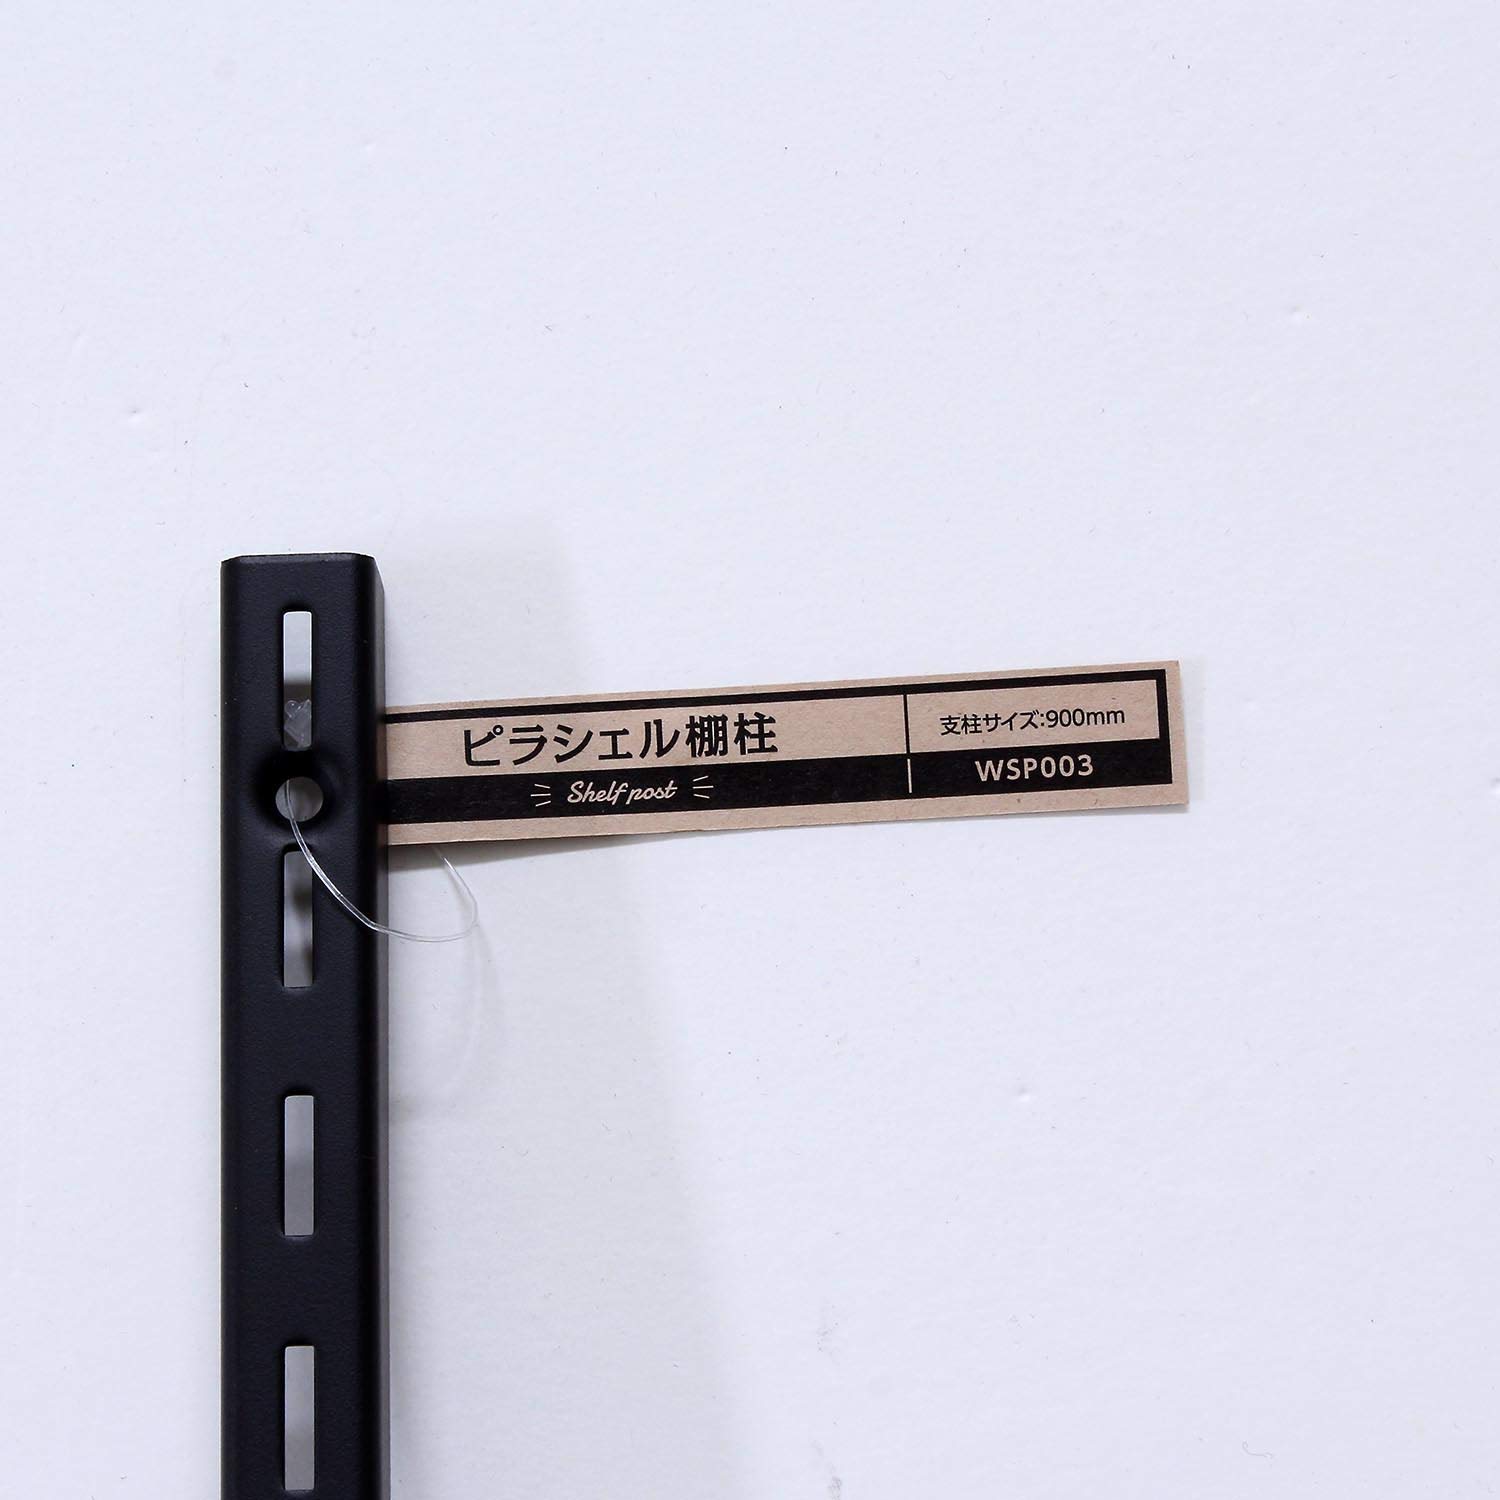 ピラシェル棚柱
Shelf post
支柱サイズ:900mm
WSP003